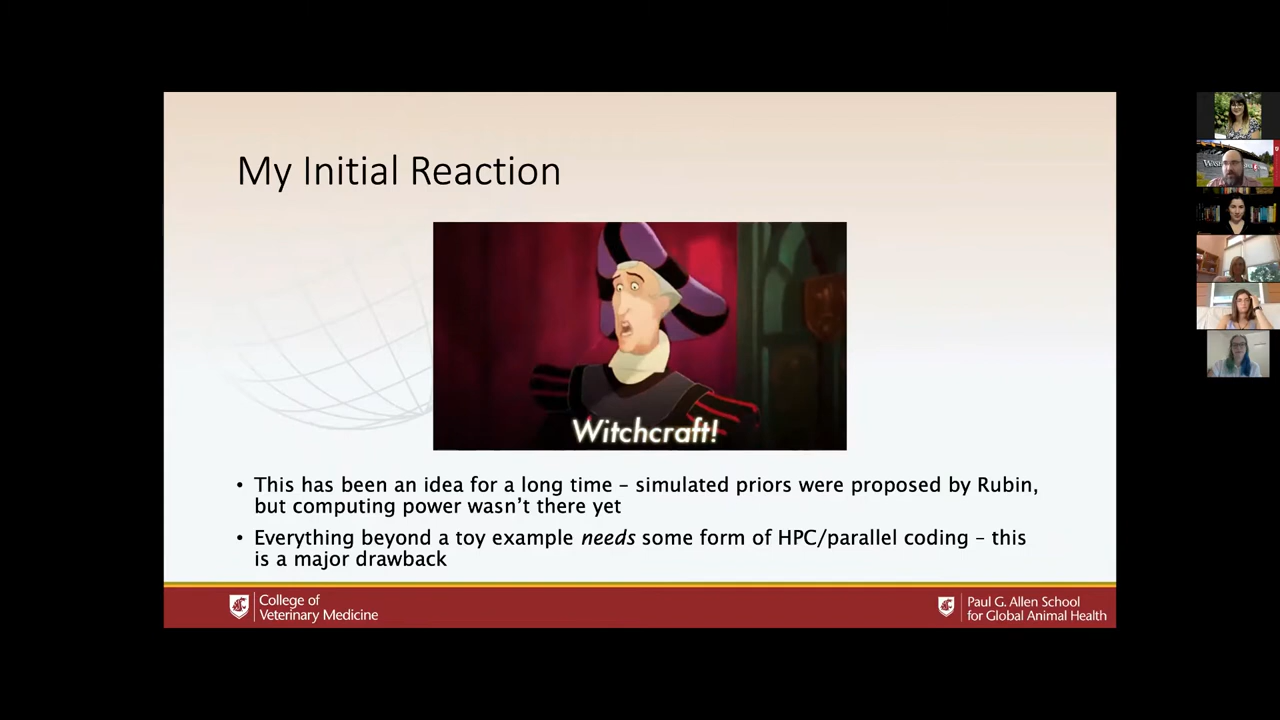 My Initial Reaction
Witchcraft!
• This has been an idea for a long time – simulated priors were proposed by Rubin,
but computing power wasn't there yet
• Everything beyond a toy example needs some form of HPC/parallel coding – this
is a major drawback
College of
Veterinary Medicine
Paul G. Allen School
for Global Animal Health